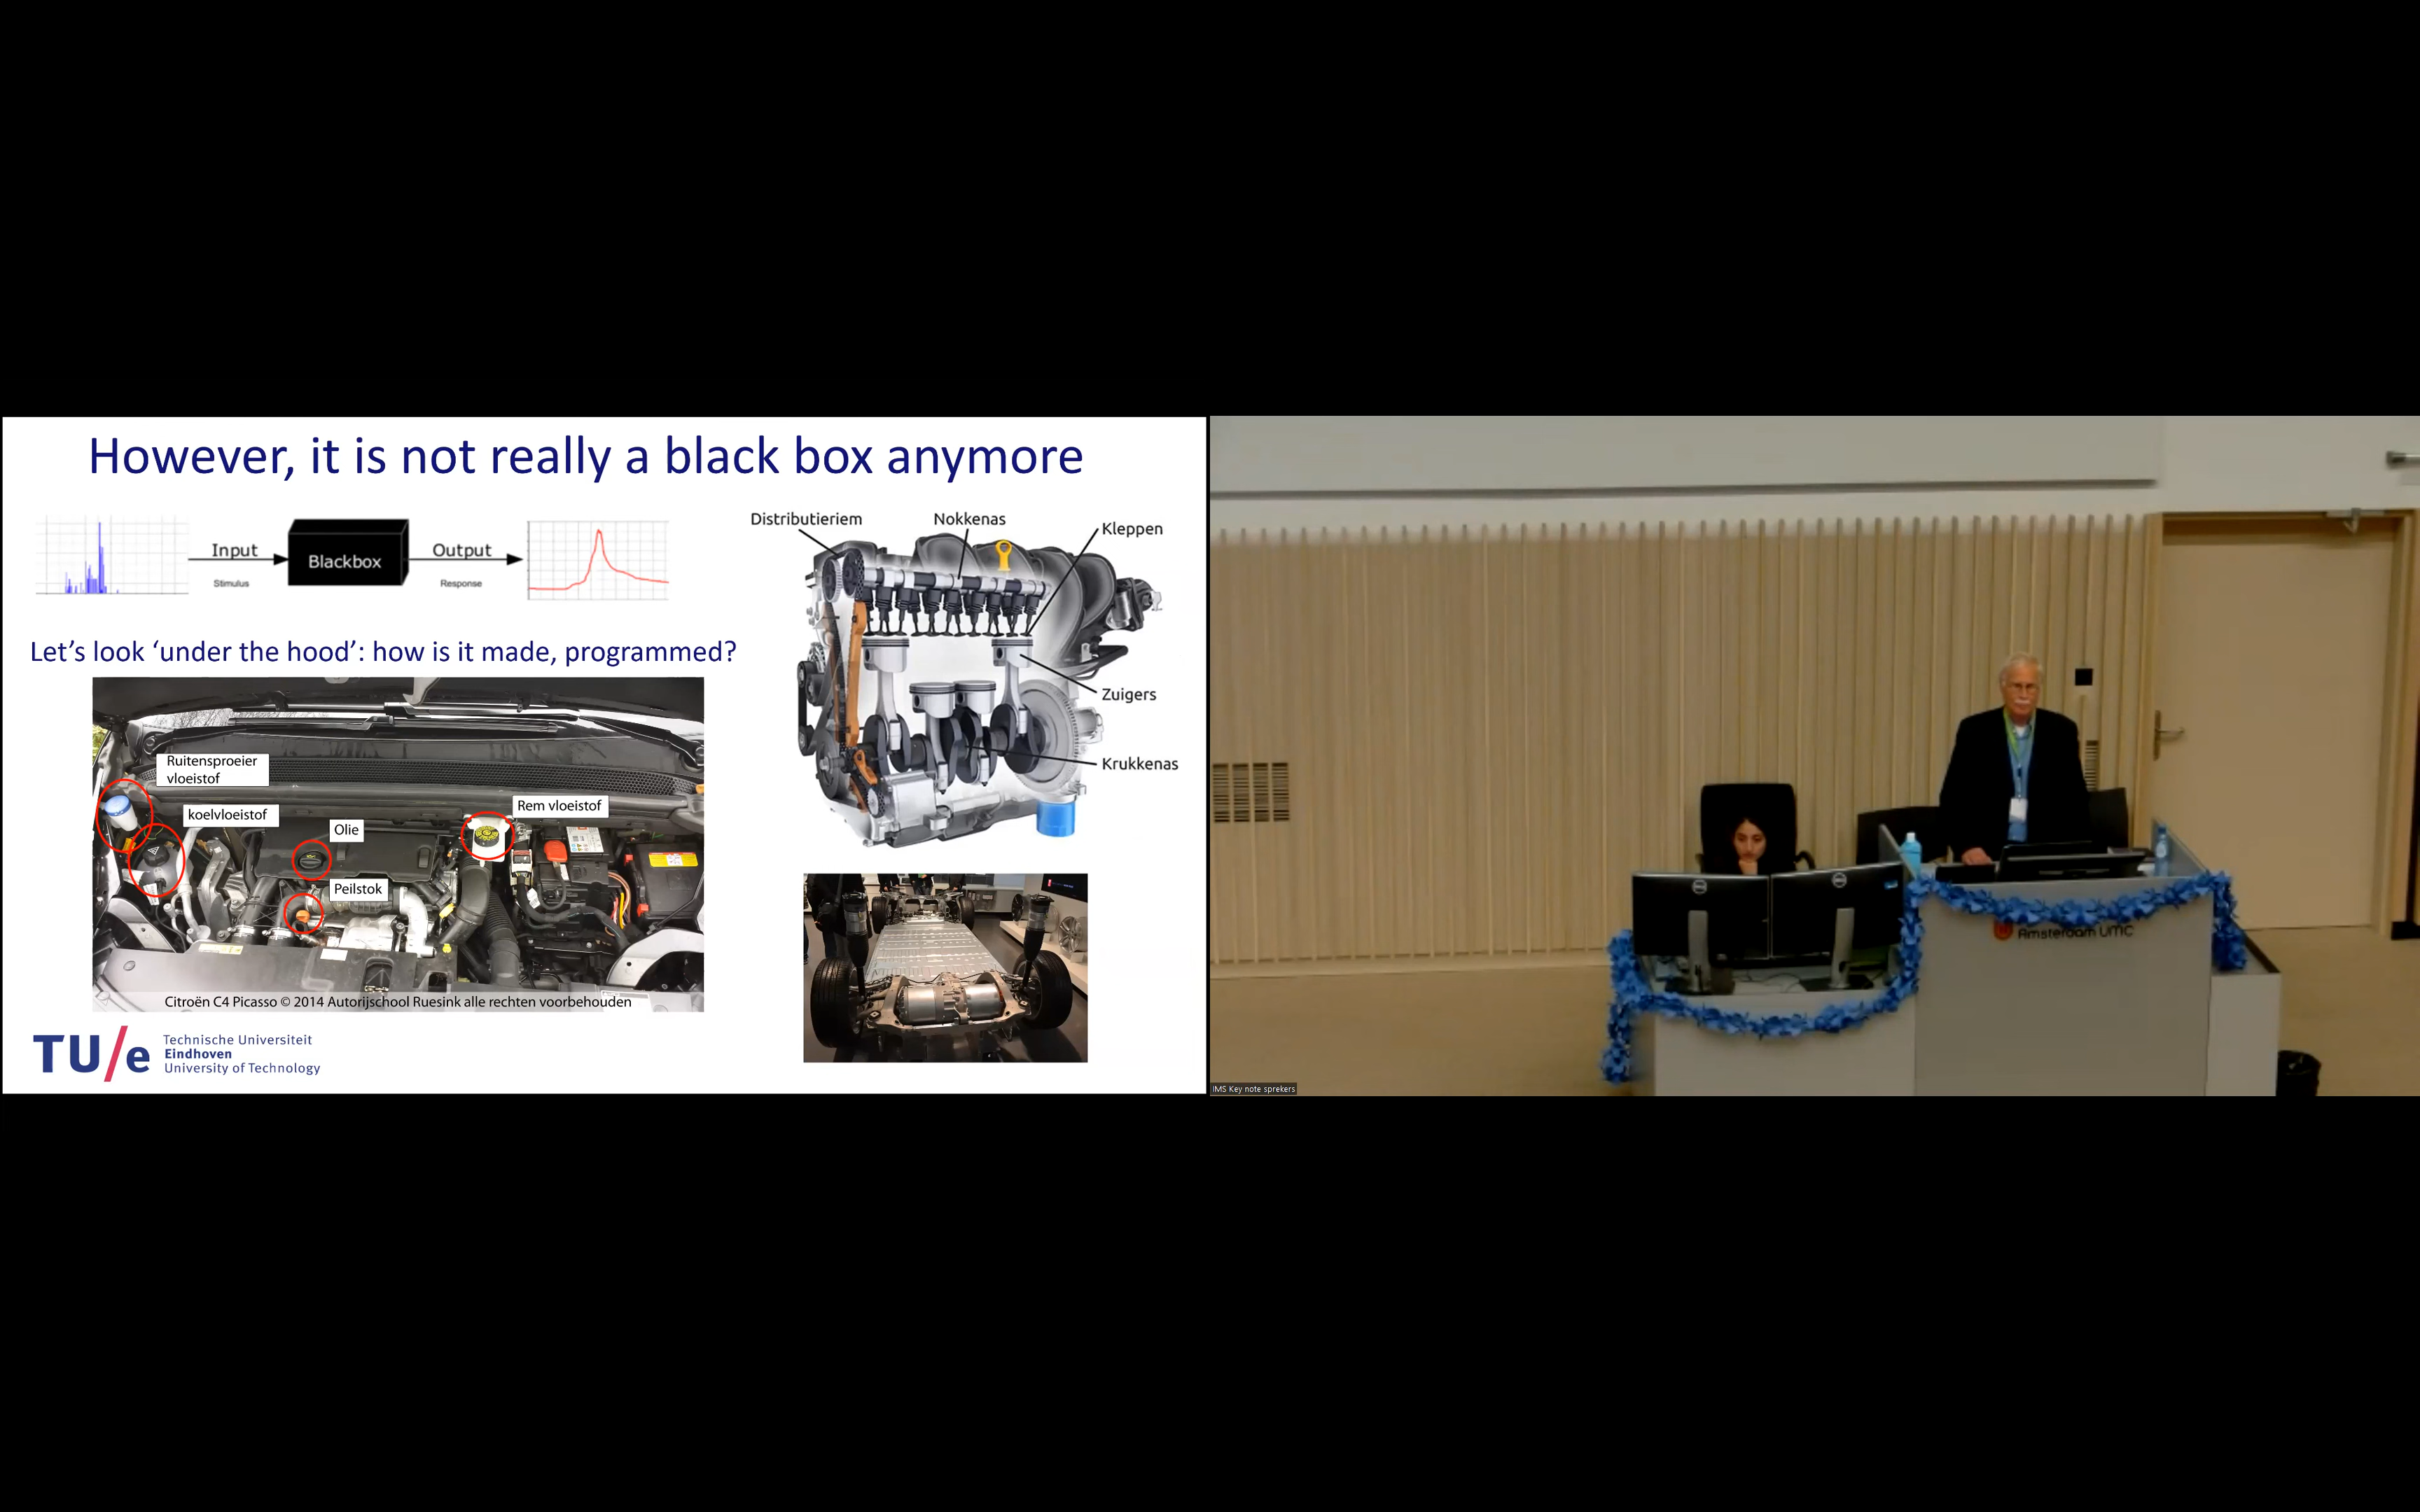 However, it is not really a black box anymore
Input
Stimulus
Blackbox
Output
Response
Distributieriem
Nokkenas
Kleppen
Zuigers
Krukkenas
Let's look ‘under the hood’: how is it made, programmed?
Ruitensproeier
vloeistof
koelvloeistof
Olie
Peilstok
Rem vloeistof
Citroën C4 Picasso © 2014 Autorijschool Ruesink alle rechten voorbehouden
TU/e
Technische Universiteit
Eindhoven
University of Technology
Amsterdam UMC
IMS Key note sprekers